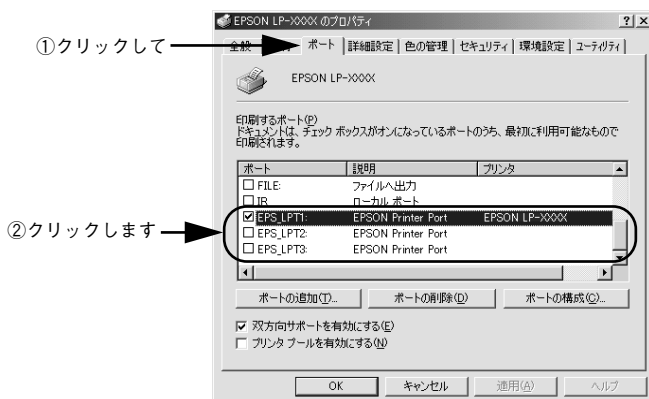 EPSON LP-XXXX のプロパティ
①クリックして
全般
ポート
詳細設定
色の管理
セキュリティ
環境設定
ユーティリティ
EPSON LP-XXXX
印刷するポート(P)
ドキュメントは、チェック ボックスがオンになっているポートのうち、最初に利用可能なもので
印刷されます。
ポート 説明 プリンタ
FILE: ファイルへ出力
IR ローカル ポート
②クリックします
EPS_LPT1: EPSON Printer Port EPSON LP-XXXX
EPS_LPT2: EPSON Printer Port
EPS_LPT3: EPSON Printer Port
ポートの追加(T)... ポートの削除(D) ポートの構成(C)...
双方向サポートを有効にする(E)
プリンタ プールを有効にする(N)
OK キャンセル 適用(A) ヘルプ